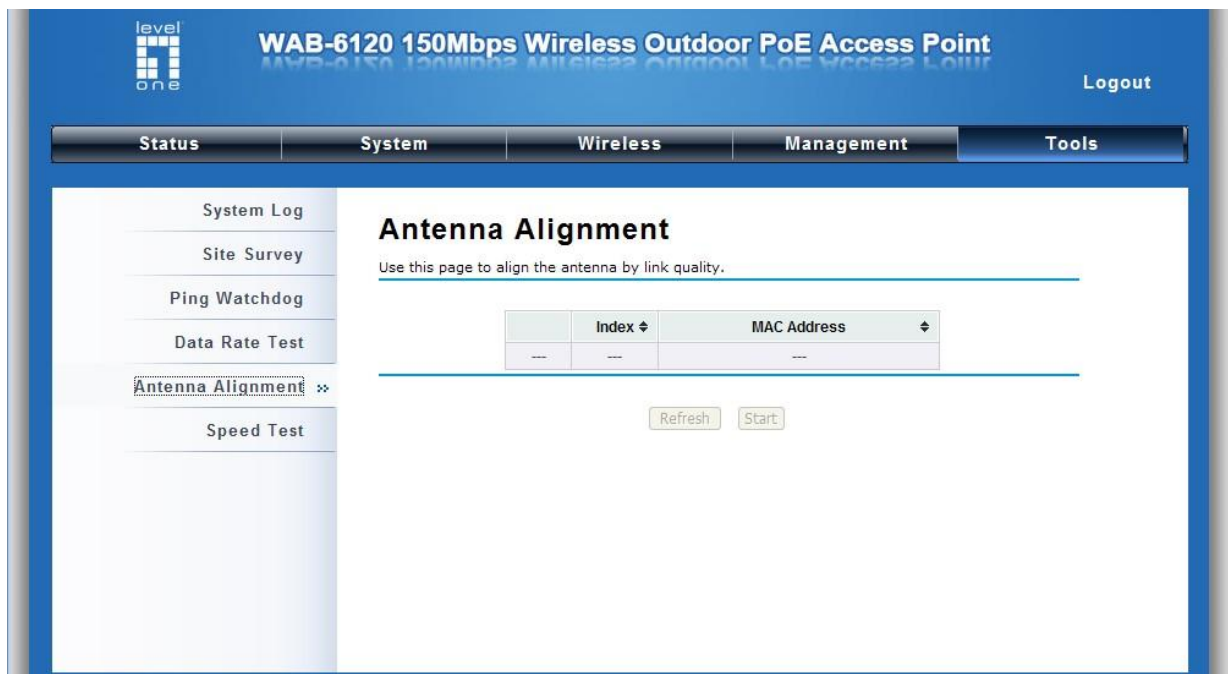 level
one
WAB-6120 150Mbps Wireless Outdoor PoE Access Point
Logout
Status System Wireless Management Tools
System Log
Site Survey
Ping Watchdog
Data Rate Test
Antenna Alignment »
Speed Test
Antenna Alignment
Use this page to align the antenna by link quality.
Index MAC Address
--- --- ---
Refresh Start